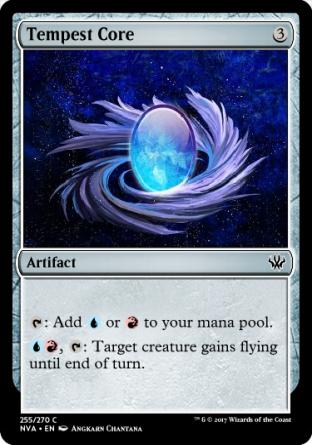 Tempest Core 3
Artifact
: Add or to your mana pool.
, : Target creature gains flying
until end of turn.
255/270 C
NVA • EN ANGKARN CHANTANA
™ & © 2017 Wizards of the Coast